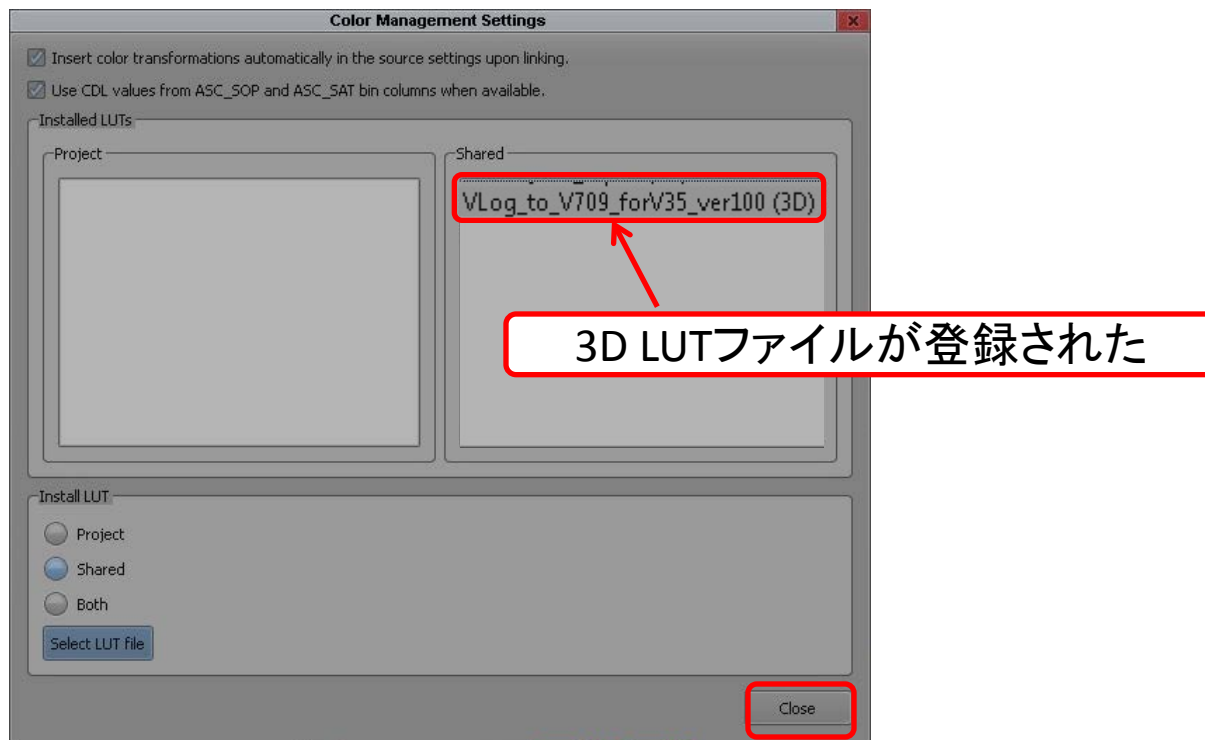 Color Management Settings
Insert color transformations automatically in the source settings upon linking.
Use CDL values from ASC_SOP and ASC_SAT bin columns when available.
Installed LUTs
Project
Shared
VLog_to_V709_forV35_ver100 (3D)
3D LUTファイルが登録された
Install LUT
Project
Shared
Both
Select LUT file
Close